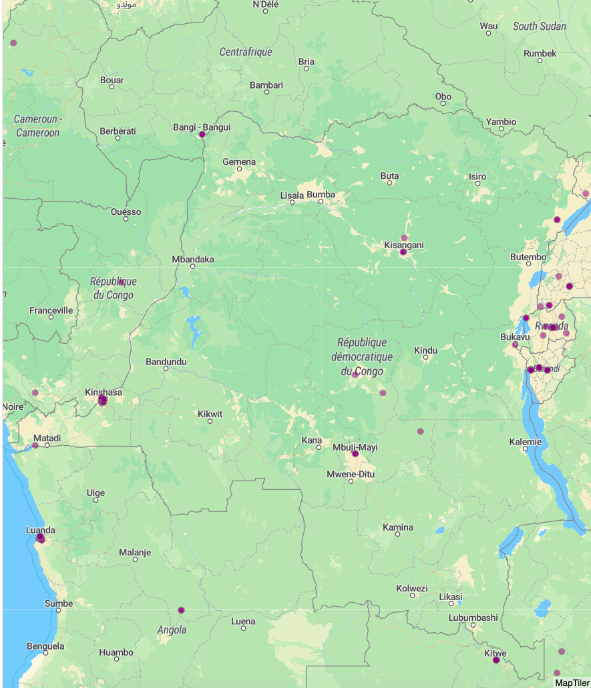 موندو
N'Délé
Wau
South Sudan
Rumbek
Centrafrique
Bria
Bouar
Bambari
Obo
Cameroun -
Cameroon
Berbérati
Bangi - Bangui
Yambio
Gemena
Buta
Isiro
Lisala
Bumba
Ouésso
Kisangani
Mbandaka
Butembo
République
du Congo
Franceville
Rwanda
Bukavu
République
démocratique
du Congo
Kindu
Bandundu
Burundi
Kinshasa
Noire
Kikwit
Matadi
Kana
Mbuji-Mayi
Kalemie
Mwene-Ditu
Uíge
Luanda
Kamina
Malanje
Kolwezi
Likasi
Sumbe
Lubumbashi
Luena
Angola
Benguela
Huambo
Kitwe
MapTiler